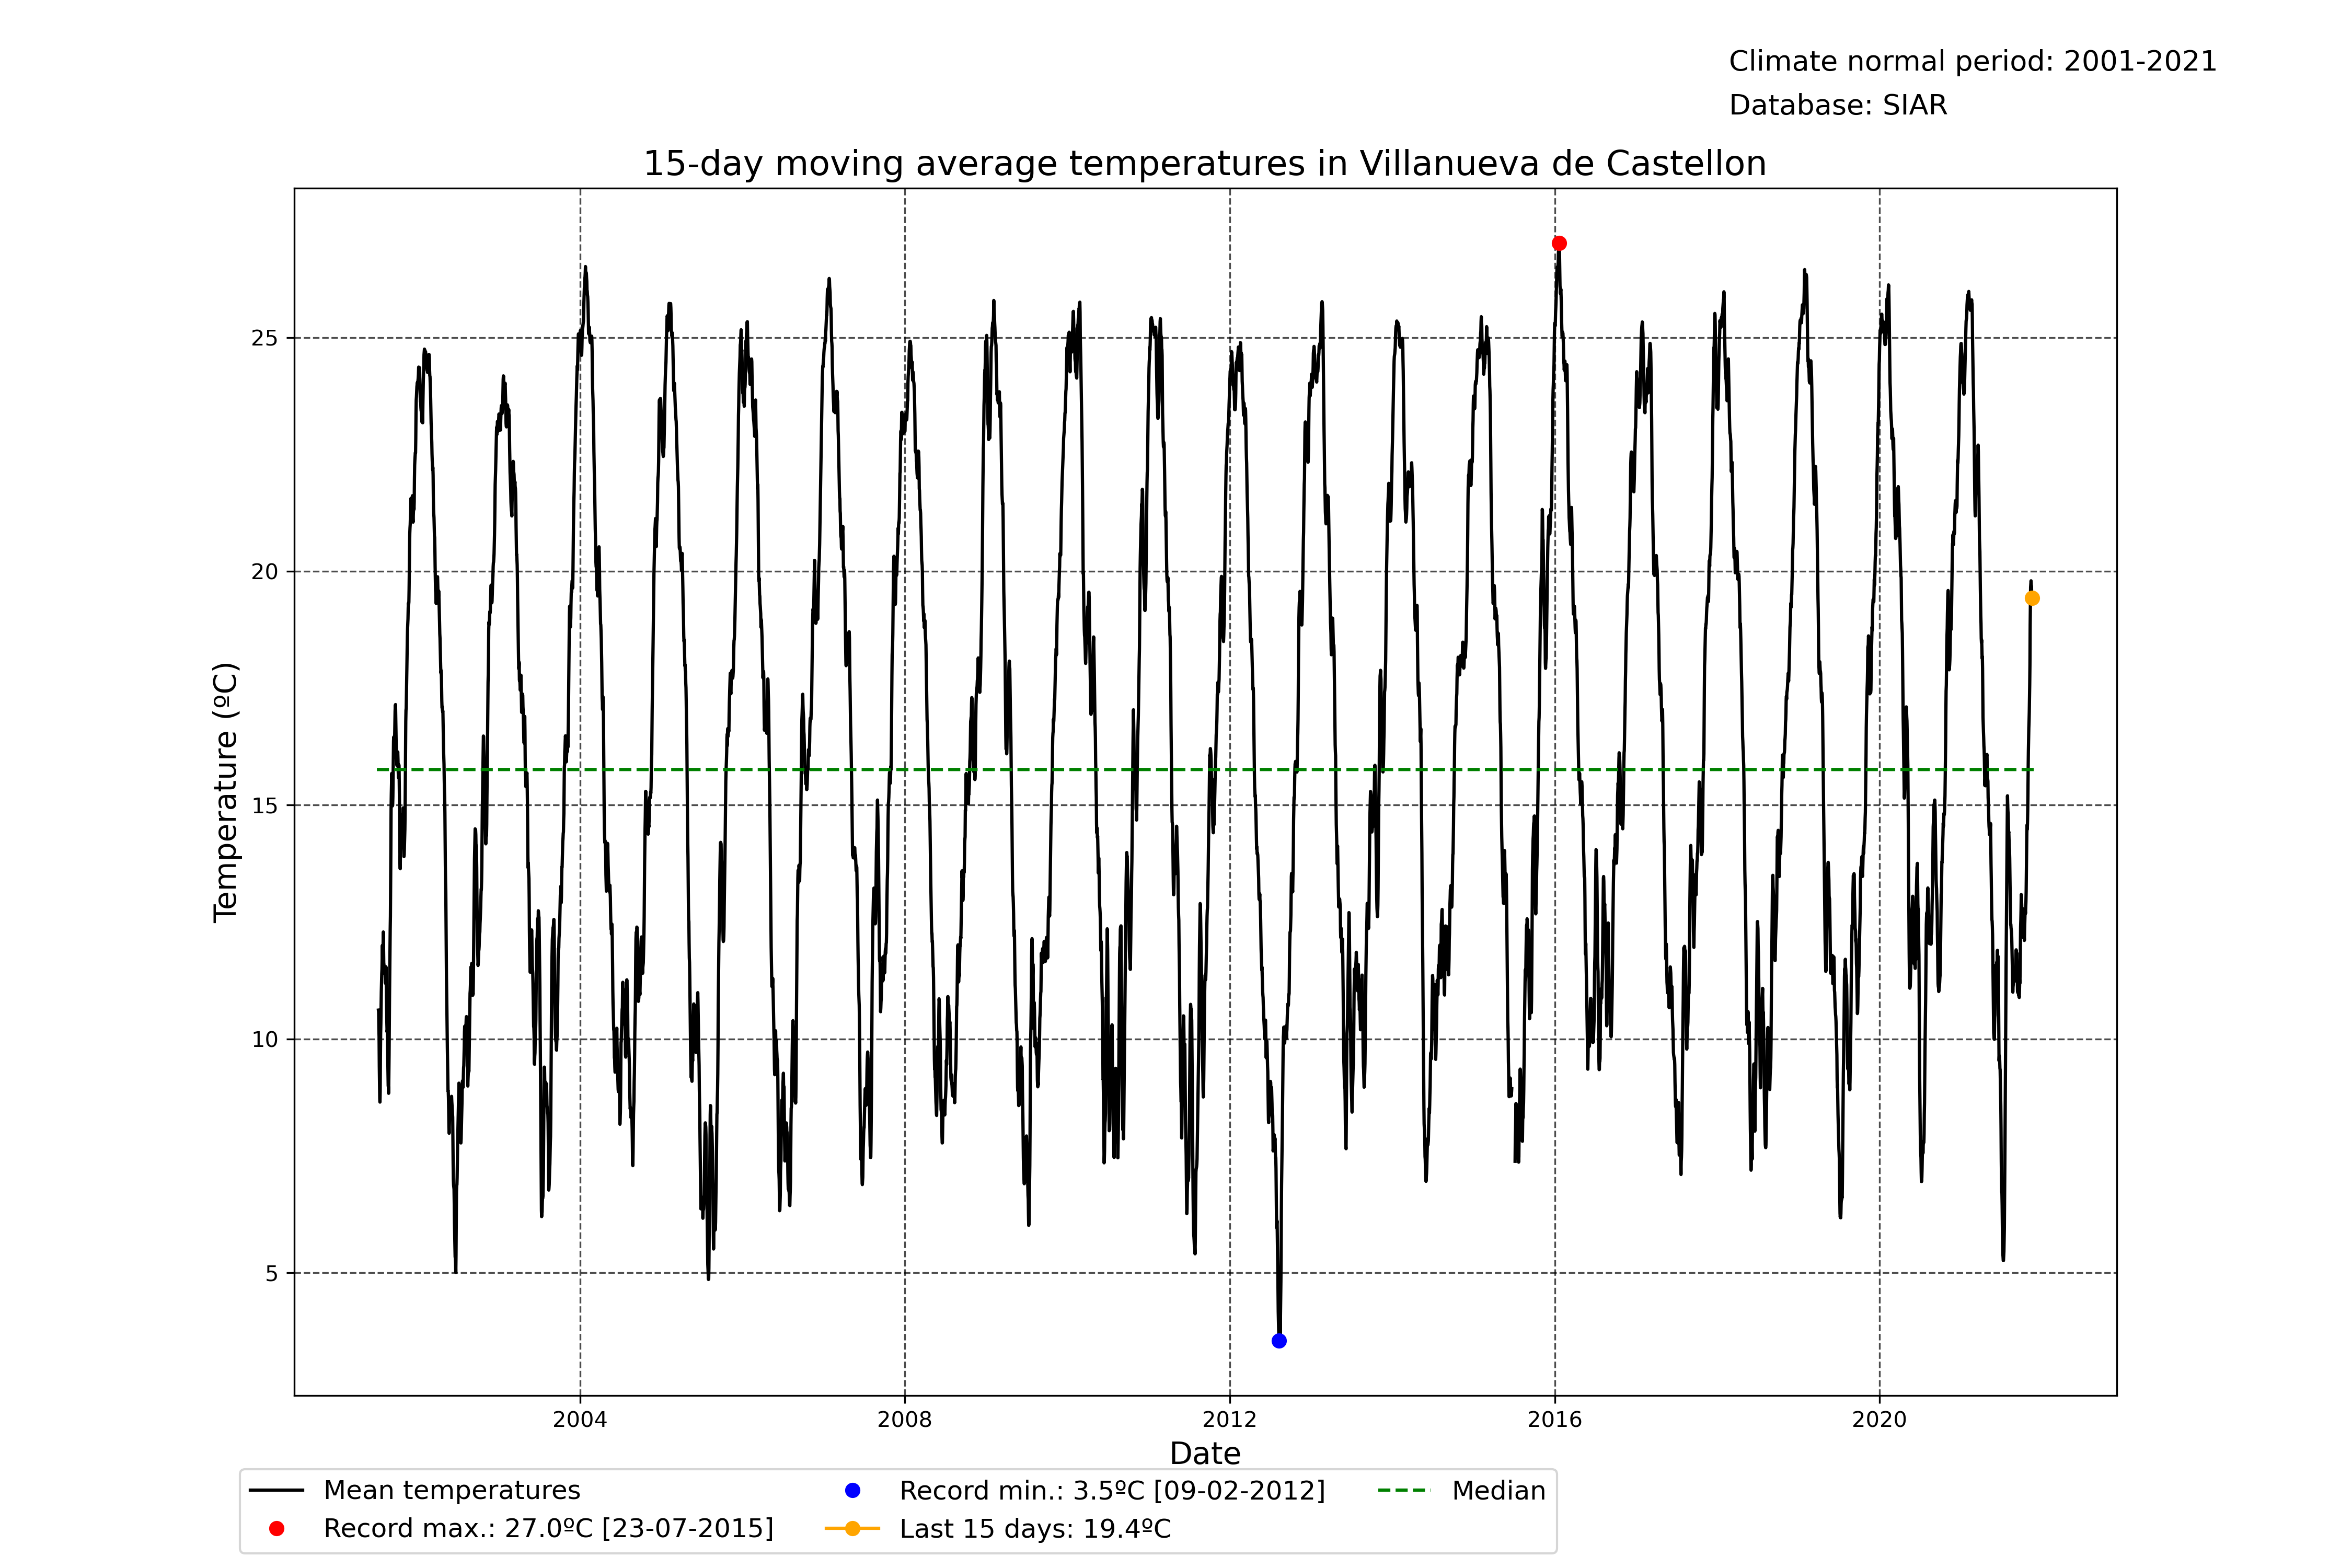 Climate normal period: 2001-2021
Database: SIAR
15-day moving average temperatures in Villanueva de Castellon
25
20
15
10
5
Temperature (ºC)
2004 2008 2012 2016 2020
Date
Mean temperatures
Record max.: 27.0ºC [23-07-2015]
Record min.: 3.5ºC [09-02-2012]
Last 15 days: 19.4ºC
Median